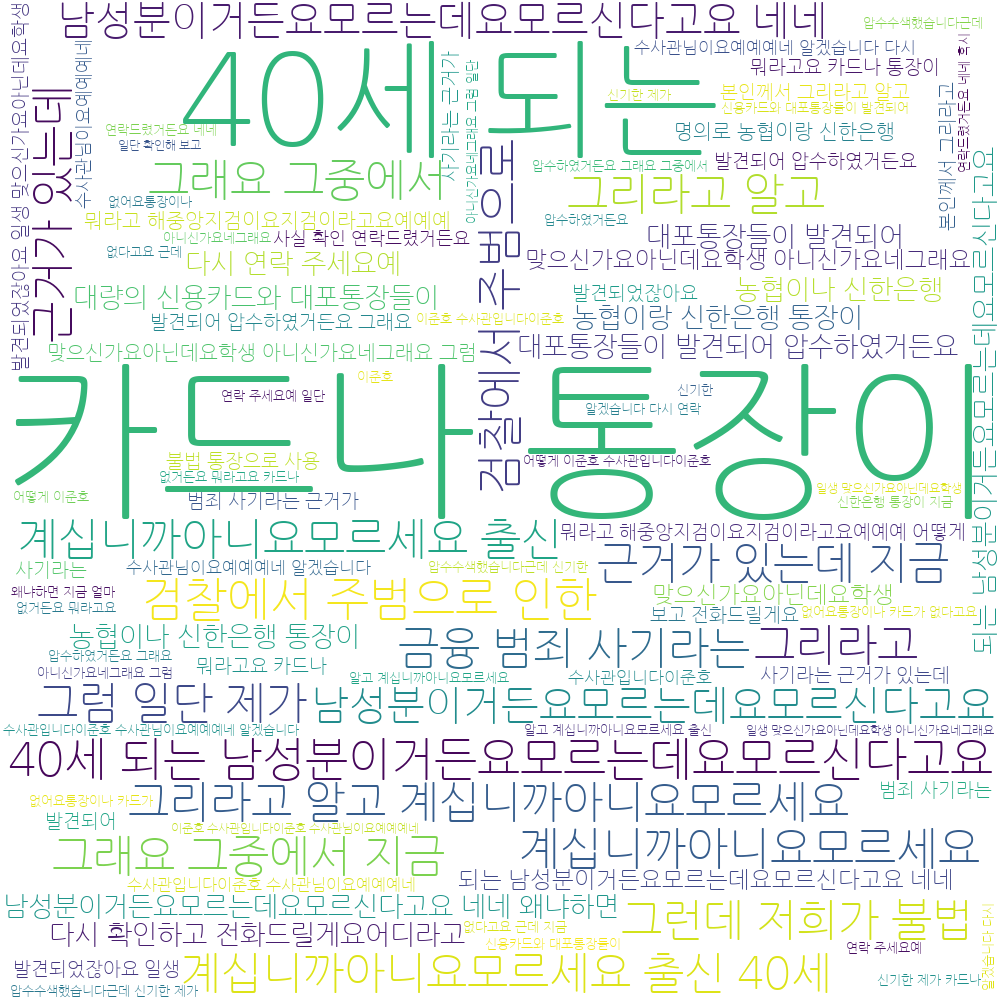 남성분이거든요모르는데요모르신다고요 네네
압수수색했습니다근데
수사관님이요예예예네 알겠습니다 다시
40세 되는
뭐라고요 카드나 통장이
신기한 제가
본인께서 그리라고 알고
신용카드와 대포통장들이 발견되어
연락드렸거든요 네네
명의로 농협이랑 신한은행
일단 확인해 보고
발견되어 압수하였거든요
압수하였거든요 그래요 그중에서
그래요 그중에서
그리라고 알고
없어요통장이나
뭐라고 해중앙지검이요지검이라고요예예예
압수하였거든요
아니신가요네그래요
사실 확인 연락드렸거든요
대포통장들이 발견되어
없다고요 근데
다시 연락 주세요예
맞으신가요아닌데요학생 아니신가요네그래요
대량의 신용카드와 대포통장들이
발견되었잖아요
농협이나 신한은행
발견되어 압수하였거든요 그래요
이준호 수사관입니다이준호
농협이랑 신한은행 통장이
맞으신가요아닌데요학생 아니신가요네그래요 그럼
대포통장들이 발견되어 압수하였거든요
발견되었잖아요 일생 맞으신가요아닌데요학생
근거가 있는데
수사관님이요예예예네
사기라는 근거가
아니신가요네그래요 그럼 일단
검찰에서 주범으로
본인께서 그리라고
연락드렸거든요 네네 혹시
되는 남성분이거든요모르는데요모르신다고요
카드나 통장이
이준호
연락 주세요예 일단
신기한
알겠습니다 다시 연락
불법 통장으로 사용
어떻게 이준호 수사관입니다이준호
없거든요 뭐라고요 카드나
일생 맞으신가요아닌데요학생
어떻게 이준호
범죄 사기라는 근거가
신한은행 통장이 지금
계십니까아니요모르세요 출신
뭐라고 해중앙지검이요지검이라고요예예예 어떻게
사기라는
수사관님이요예예예네 알겠습니다
압수수색했습니다근데 신기한
근거가 있는데 지금
왜냐하면 지금 얼마
없거든요 뭐라고요
검찰에서 주범으로 인한
맞으신가요아닌데요학생
보고 전화드릴게요
없어요통장이나 카드가 없다고요
농협이나 신한은행 통장이
금융 범죄 사기라는
그리라고
압수하였거든요 그래요
뭐라고요 카드나
아니신가요네그래요 그럼
알고 계십니까아니요모르세요
수사관입니다이준호
사기라는 근거가 있는데
그럼 일단 제가
남성분이거든요모르는데요모르신다고요
수사관입니다이준호 수사관님이요예예예네 알겠습니다
알고 계십니까아니요모르세요 출신
일생 맞으신가요아닌데요학생 아니신가요네그래요
40세 되는 남성분이거든요모르는데요모르신다고요
그리라고 알고 계십니까아니요모르세요
범죄 사기라는
없어요통장이나 카드가
발견되어
이준호 수사관입니다이준호 수사관님이요예예예네
그래요 그중에서 지금
계십니까아니요모르세요
수사관입니다이준호 수사관님이요예예예네
되는 남성분이거든요모르는데요모르신다고요 네네
남성분이거든요모르는데요모르신다고요 네네 왜냐하면
그런데 저희가 불법
다시 확인하고 전화드릴게요어디라고
없다고요 근데 지금
신용카드와 대포통장들이
연락 주세요예
알겠습니다 다시
발견되었잖아요 일생
계십니까아니요모르세요 출신 40세
신기한 제가 카드나
압수수색했습니다근데 신기한 제가